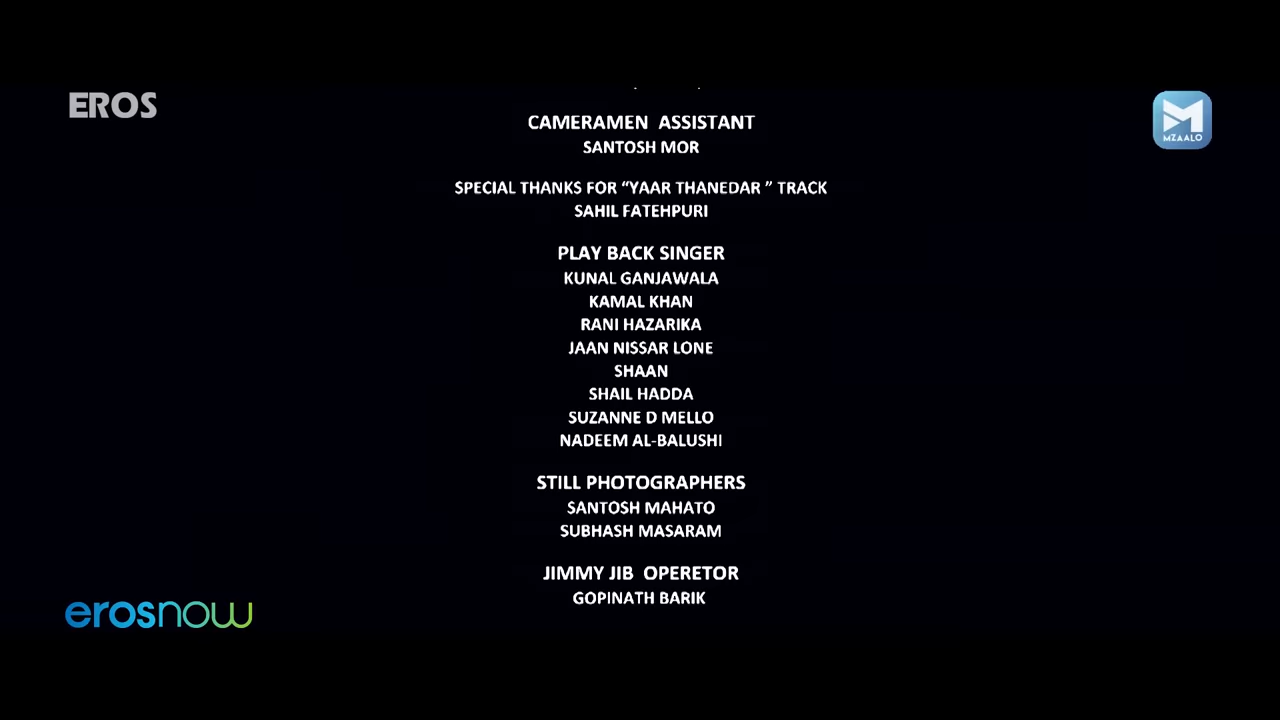 EROS
MZAALO
CAMERAMEN ASSISTANT
SANTOSH MOR
SPECIAL THANKS FOR “YAAR THANEDAR ” TRACK
SAHIL FATEHPURI
PLAY BACK SINGER
KUNAL GANJAWALA
KAMAL KHAN
RANI HAZARIKA
JAAN NISSAR LONE
SHAAN
SHAIL HADDA
SUZANNE D MELLO
NADEEM AL-BALUSHI
STILL PHOTOGRAPHERS
SANTOSH MAHATO
SUBHASH MASARAM
JIMMY JIB OPERETOR
GOPINATH BARIK
erosnow